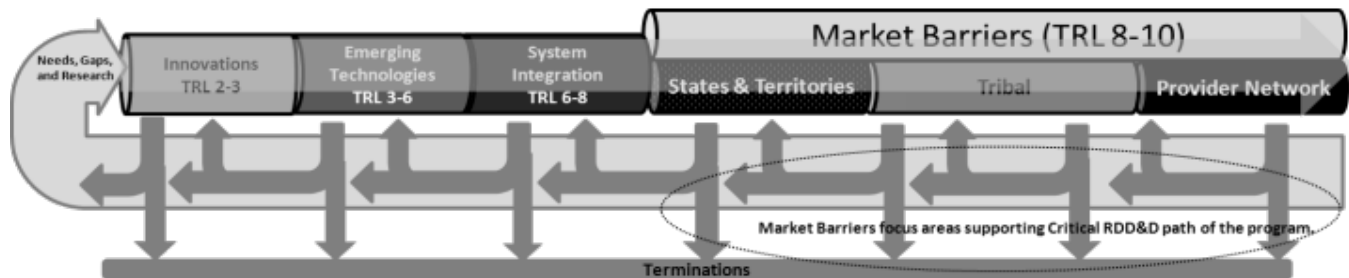 Market Barriers (TRL 8-10)
Needs, Gaps,
and Research
Innovations
TRL 2-3
Emerging
Technologies
TRL 3-6
System
Integration
TRL 6-8
States & Territories
Tribal
Provider Network
Market Barriers focus areas supporting Critical RDD&D path of the program.
Terminations